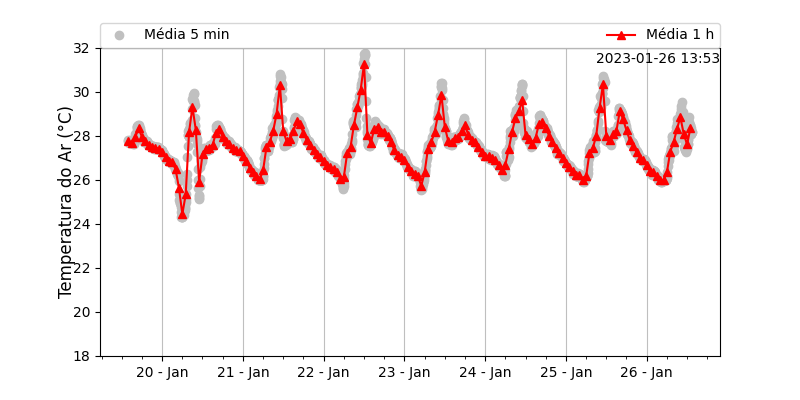 Média 5 min
Média 1 h
2023-01-26 13:53
Temperatura do Ar (°C)
32
30
28
26
24
22
20
18
20 - Jan
21 - Jan
22 - Jan
23 - Jan
24 - Jan
25 - Jan
26 - Jan